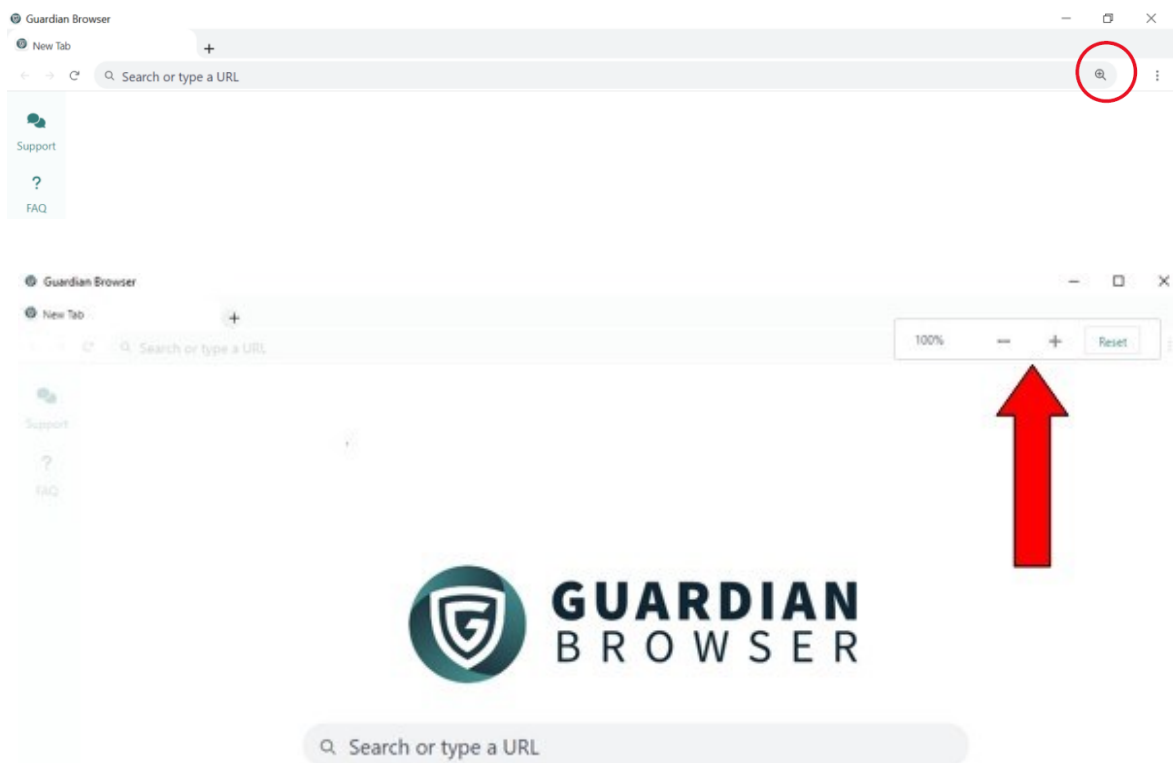 Guardian Browser
New Tab
Search or type a URL
Support
?
FAQ
Guardian Browser
New Tab
Search or type a URL
100% − + Reset
Support
?
FAQ
GUARDIAN
BROWSER
Search or type a URL